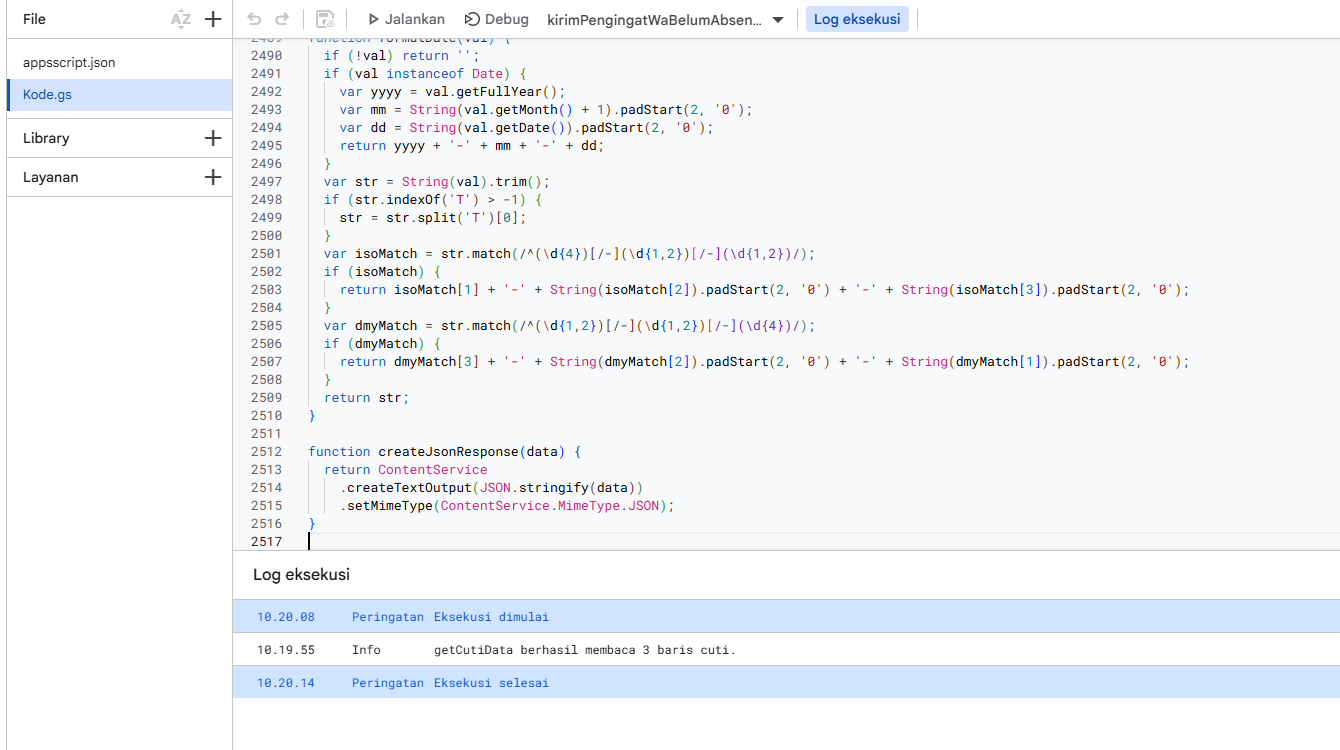 File
appsscript.json
Kode.gs
Library
Layanan
Jalankan Debug kirimPengingatWaBelumAbsen... Log eksekusi
2489 function formatDate(val) {
2490 if (!val) return '';
2491 if (val instanceof Date) {
2492 var yyyy = val.getFullYear();
2493 var mm = String(val.getMonth() + 1).padStart(2, '0');
2494 var dd = String(val.getDate()).padStart(2, '0');
2495 return yyyy + '-' + mm + '-' + dd;
2496 }
2497 var str = String(val).trim();
2498 if (str.indexOf('T') > -1) {
2499 str = str.split('T')[0];
2500 }
2501 var isoMatch = str.match(/^(\d{4})[/-](\d{1,2})[/-](\d{1,2})/);
2502 if (isoMatch) {
2503 return isoMatch[1] + '-' + String(isoMatch[2]).padStart(2, '0') + '-' + String(isoMatch[3]).padStart(2, '0');
2504 }
2505 var dmyMatch = str.match(/^(\d{1,2})[/-](\d{1,2})[/-](\d{4})/);
2506 if (dmyMatch) {
2507 return dmyMatch[3] + '-' + String(dmyMatch[2]).padStart(2, '0') + '-' + String(dmyMatch[1]).padStart(2, '0');
2508 }
2509 return str;
2510 }
2511
2512 function createJsonResponse(data) {
2513 return ContentService
2514 .createTextOutput(JSON.stringify(data))
2515 .setMimeType(ContentService.MimeType.JSON);
2516 }
2517
Log eksekusi
10.20.08 Peringatan Eksekusi dimulai
10.19.55 Info getCutiData berhasil membaca 3 baris cuti.
10.20.14 Peringatan Eksekusi selesai